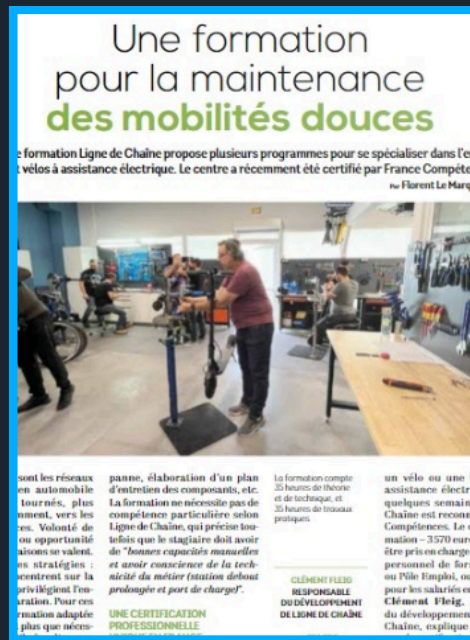 Une formation
pour la maintenance
des mobilités douces
e formation Ligne de Chaîne propose plusieurs programmes pour se spécialiser dans l'e
vélos à assistance électrique. Le centre a récemment été certifié par France Compéte
Par Florent Le Marq
sont les réseaux
en automobile
tournés, plus
mment, vers les
ces. Volonté de
ou opportunité
aisons se valent.
es stratégies :
ncentrent sur la
privilégient l'en-
ration. Pour ces
rmation adaptée
plus que néces-
panne, élaboration d'un plan
d'entretien des composants, etc.
La formation ne nécessite pas de
compétence particulière selon
Ligne de Chaîne, qui précise tou-
tefois que le stagiaire doit avoir
de "bonnes capacités manuelles
et avoir conscience de la tech-
nicité du métier (station debout
prolongée et port de charge)".
UNE CERTIFICATION
PROFESSIONNELLE
La formation compte
35 heures de théorie
et de technique, et
35 heures de travaux
pratiques
CLÉMENT FLEIG
RESPONSABLE
DU DÉVELOPPEMENT
DE LIGNE DE CHAÎNE
un vélo ou une
assistance électr
quelques semain
Chaîne est reconn
Compétences. Le c
mation – 3570 eur
être pris en charge
personnel de for
ou Pôle Emploi, ou
pour les salariés en
Clément Fleig,
du développemen
Chaîne, explique